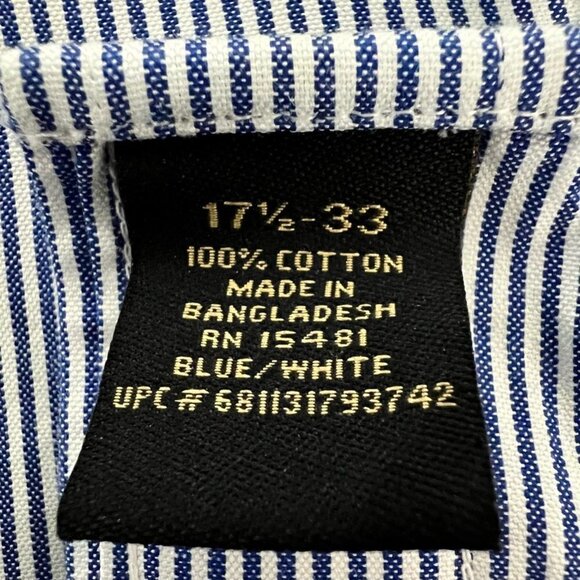 17½-33
100% COTTON
MADE IN
BANGLADESH
RN 15481
BLUE/WHITE
UPC# 681131793742